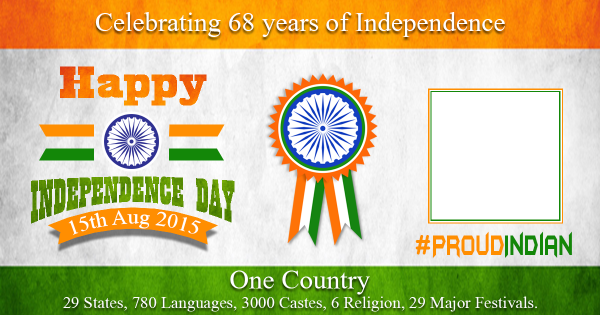 Celebrating 68 years of Independence
Happy
INDEPENDENCE DAY
15th Aug 2015
#PROUDINDIAN
One Country
29 States, 780 Languages, 3000 Castes, 6 Religion, 29 Major Festivals.